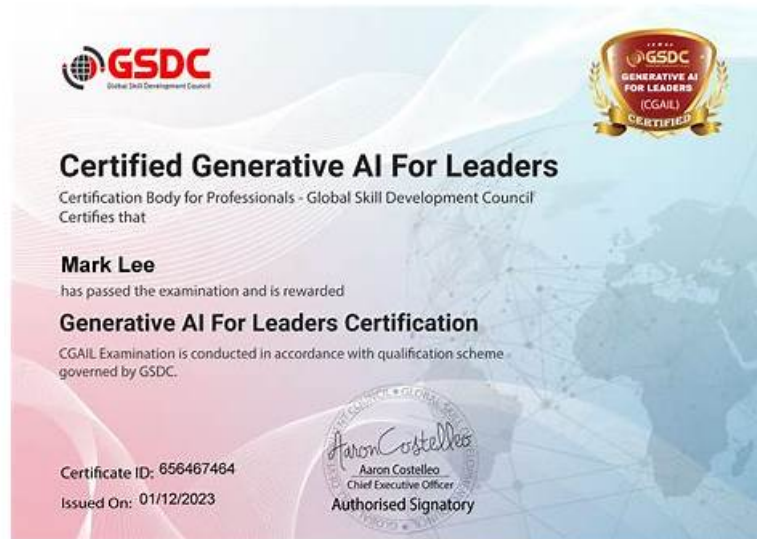 GSDC
Global Skill Development Council
GSDC
GENERATIVE AI
FOR LEADERS
(CGAIL)
CERTIFIED
Certified Generative AI For Leaders
Certification Body for Professionals - Global Skill Development Council
Certifies that
Mark Lee
has passed the examination and is rewarded
Generative AI For Leaders Certification
CGAIL Examination is conducted in accordance with qualification scheme
governed by GSDC.
Certificate ID: 656467464
Issued On: 01/12/2023
Aaron Costelleo
Aaron Costelleo
Chief Executive Officer
Authorised Signatory